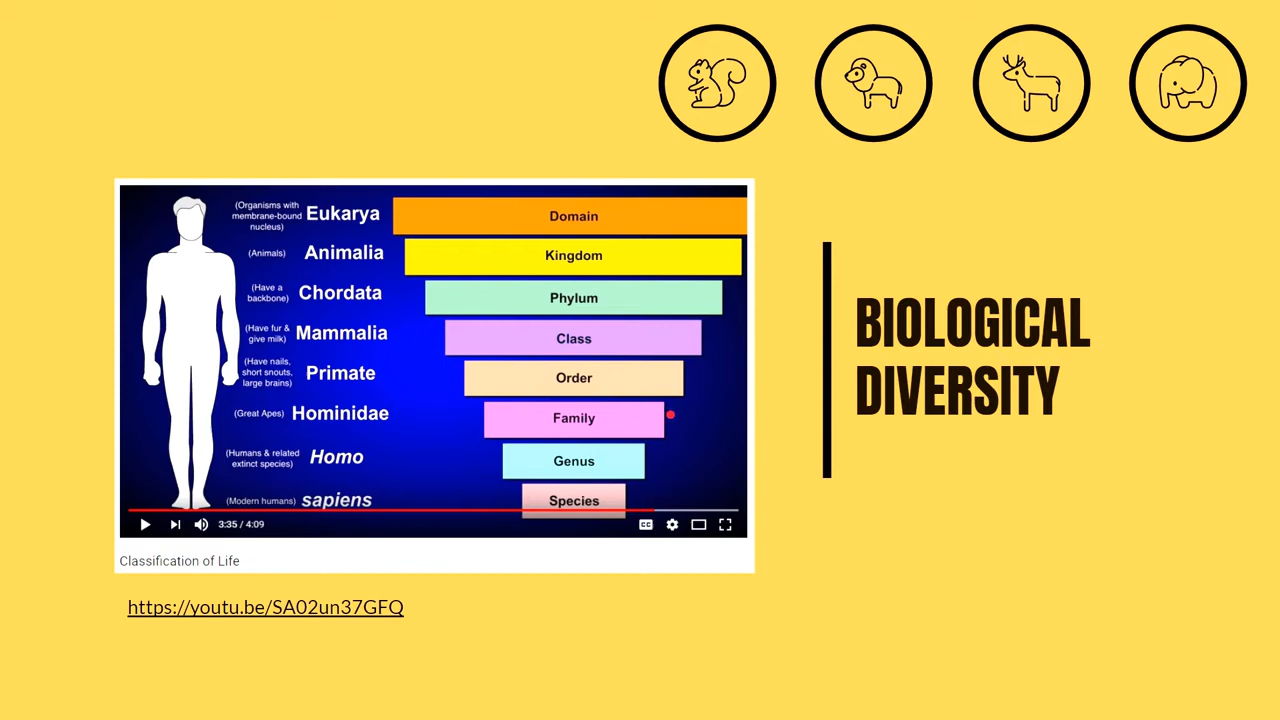 (Organisms with
membrane-bound
nucleus)
Eukarya
Domain
(Animals)
Animalia
Kingdom
(Have a
backbone)
Chordata
Phylum
(Have fur &
give milk)
Mammalia
Class
(Have nails,
short snouts,
large brains)
Primate
Order
(Great Apes)
Hominidae
Family
(Humans & related
extinct species)
Homo
Genus
(Modern humans)
sapiens
Species
3:35 / 4:09
CC
Classification of Life
https://youtu.be/SA02un37GFQ
BIOLOGICAL
DIVERSITY